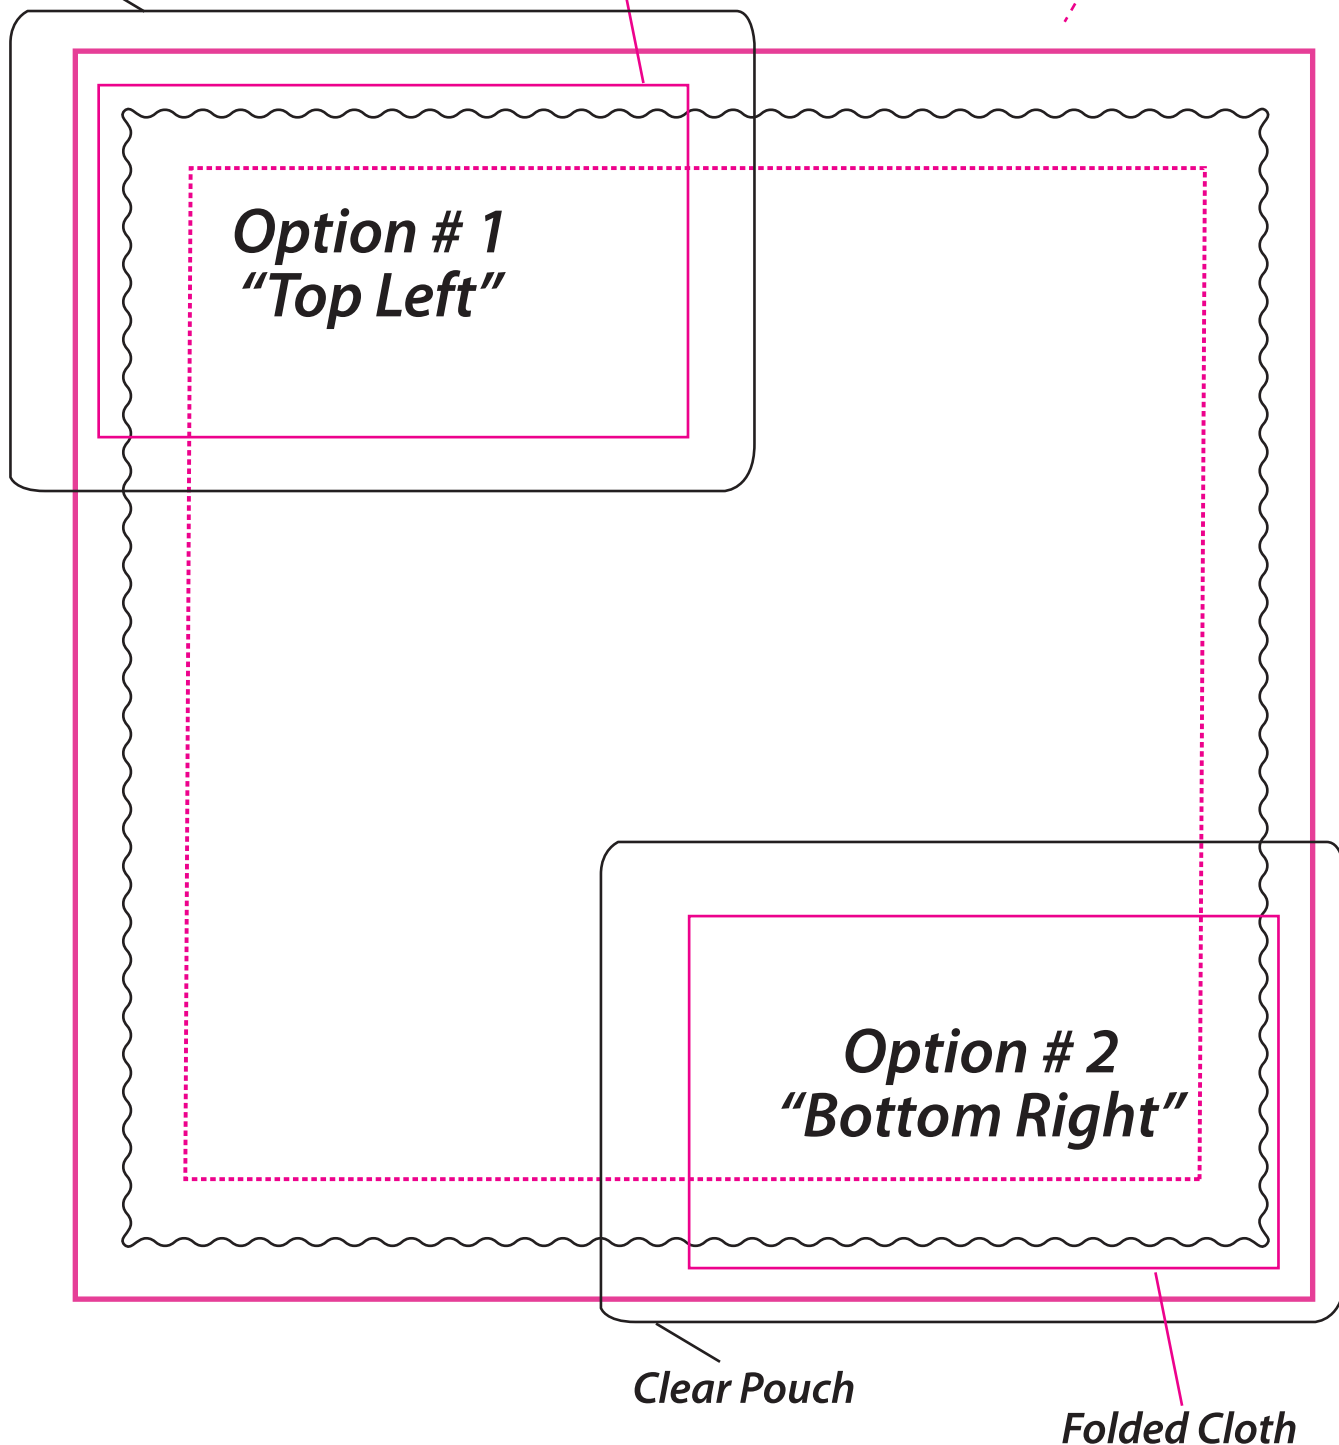 Option # 1
“Top Left”
Option # 2
“Bottom Right”
Clear Pouch
Folded Cloth